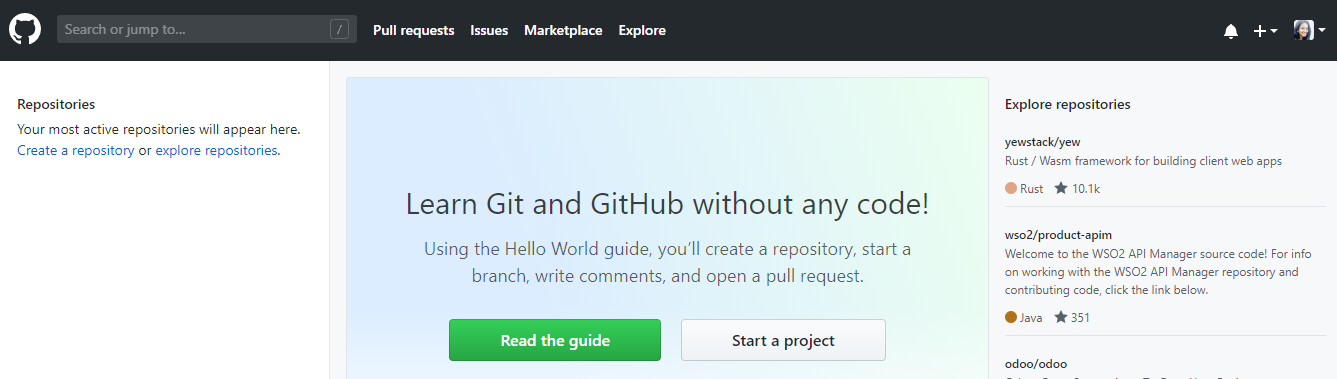 Search or jump to... /
Pull requests Issues Marketplace Explore
Repositories
Your most active repositories will appear here.
Create a repository or explore repositories.
Learn Git and GitHub without any code!
Using the Hello World guide, you’ll create a repository, start a
branch, write comments, and open a pull request.
Read the guide
Start a project
Explore repositories
yewstack/yew
Rust / Wasm framework for building client web apps
Rust 10.1k
wso2/product-apim
Welcome to the WSO2 API Manager source code! For info
on working with the WSO2 API Manager repository and
contributing code, click the link below.
Java 351
odoo/odoo